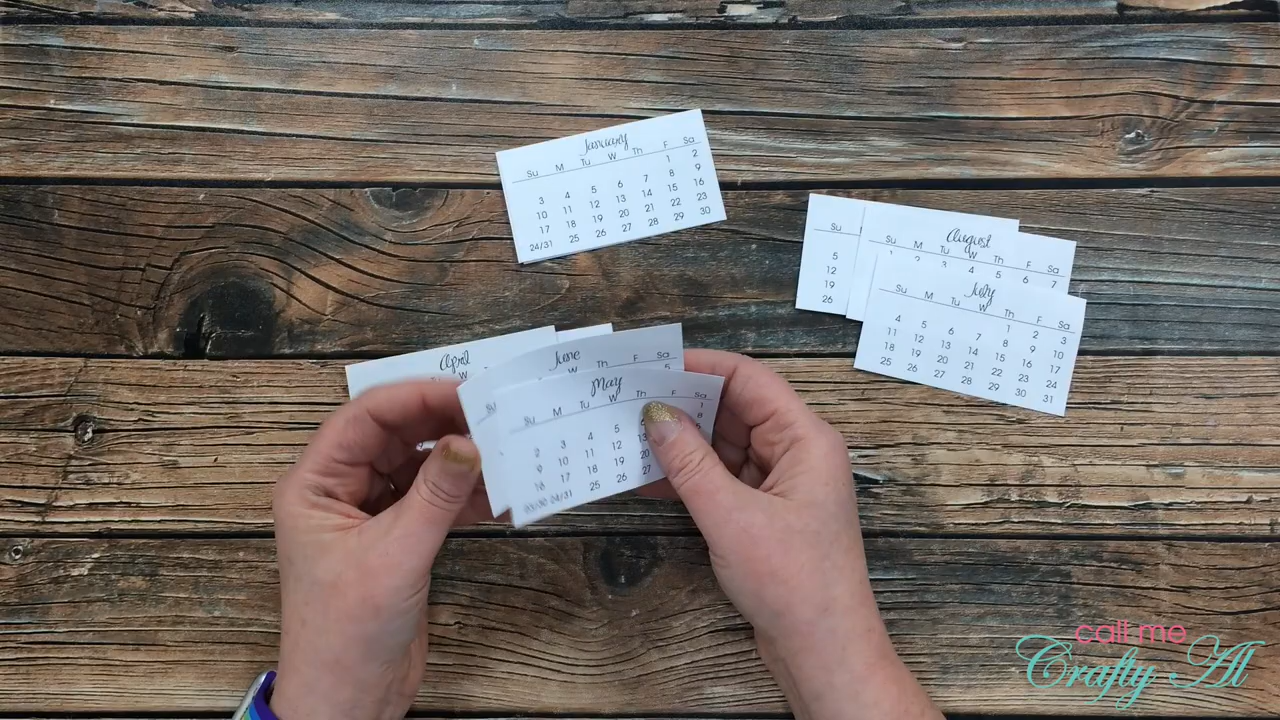 January
Su M Tu W Th F Sa
1 2
3 4 5 6 7 8 9
10 11 12 13 14 15 16
17 18 19 20 21 22 23
24/31 25 26 27 28 29 30
Su
5
12
19
26
August
Su M Tu W Th F Sa
1 2 3 4 5 6 7
July
Su M Tu W Th F Sa
1 2 3
4 5 6 7 8 9 10
11 12 13 14 15 16 17
18 19 20 21 22 23 24
25 26 27 28 29 30 31
April
W
June
Su Th Sa
5
May
Su M Tu W Th F Sa
1
2 3 4 5 8
9 10 11 12 13
16 17 18 19 20
24/31 25 26 27
call me
Crafty Al